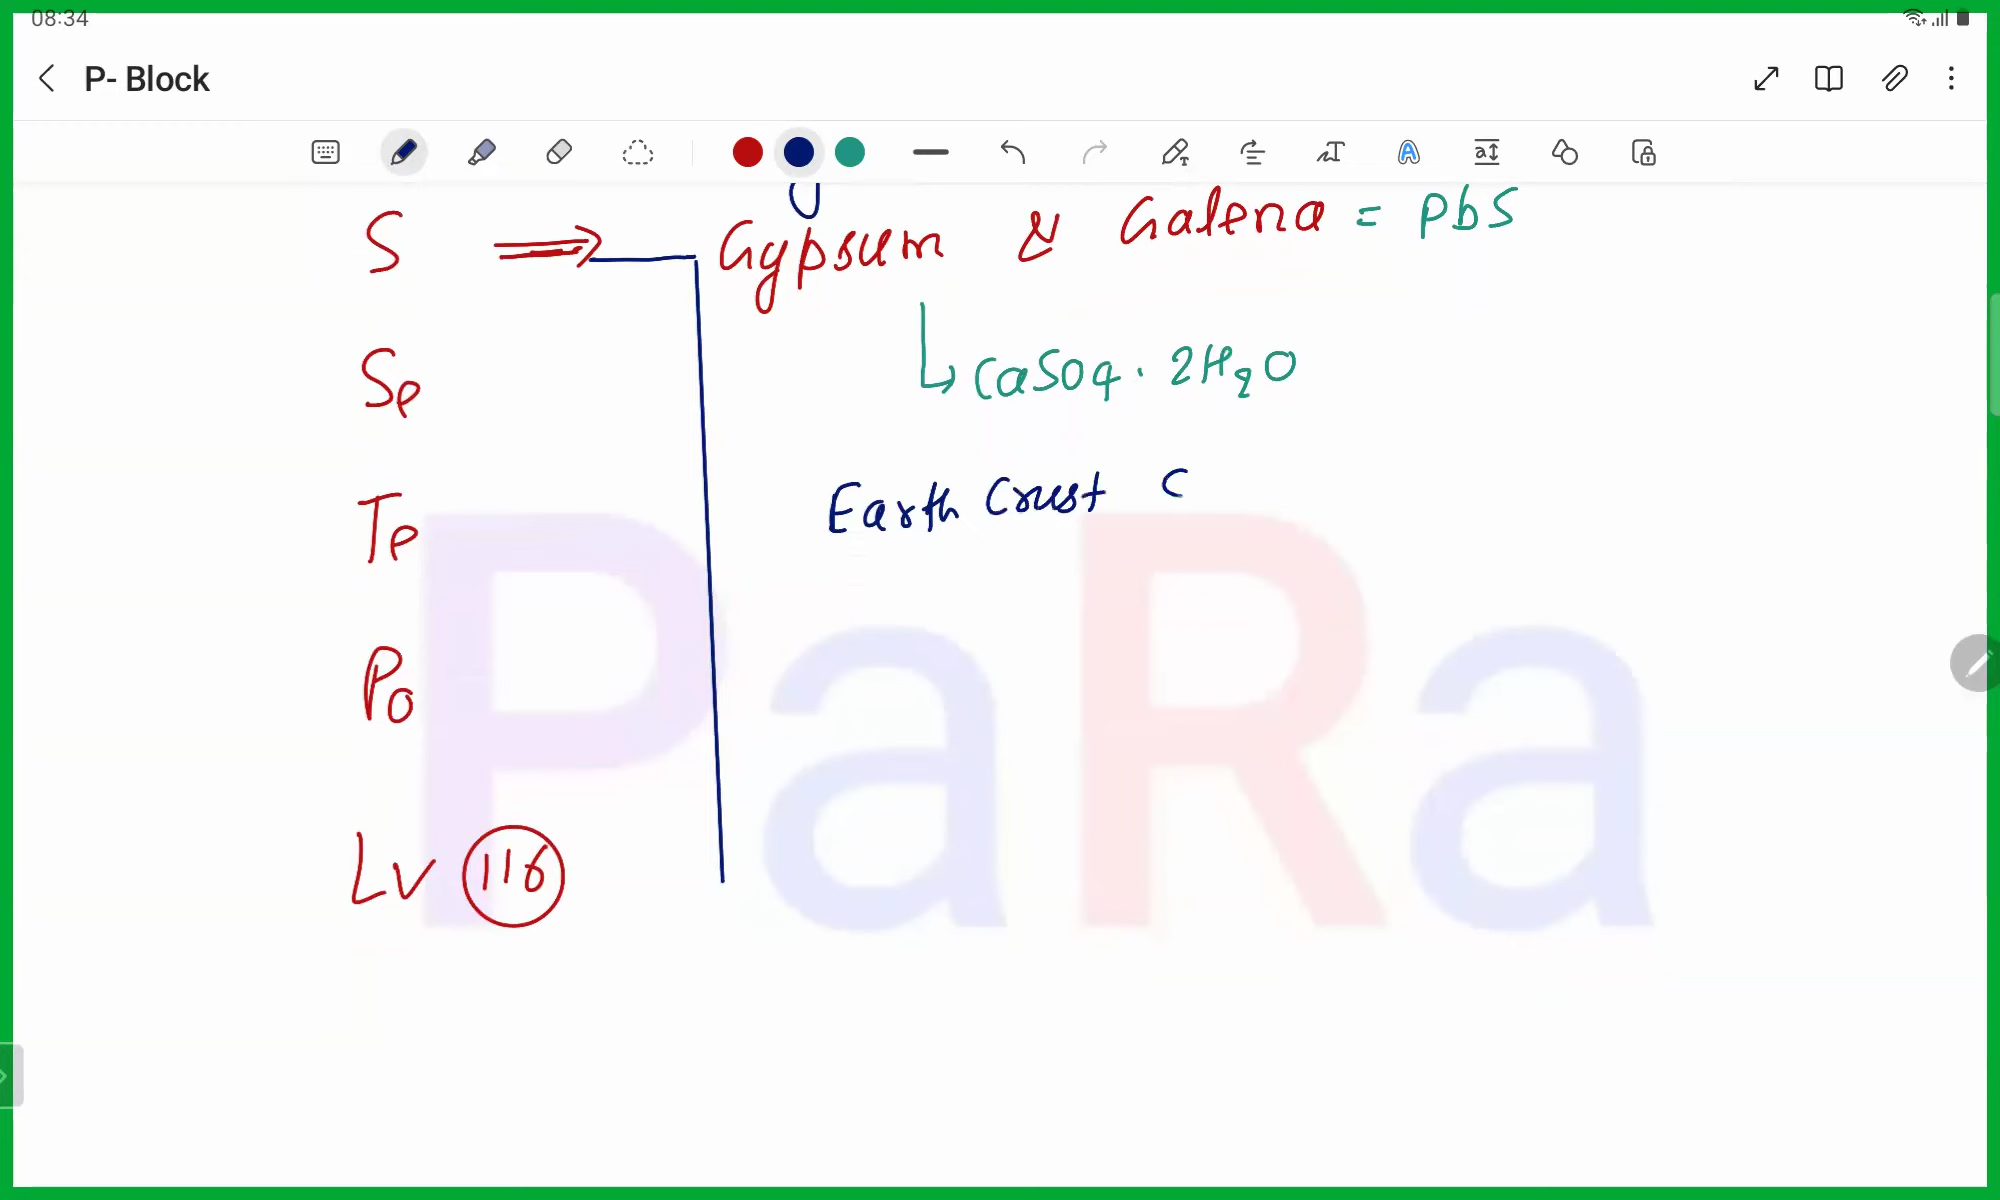 08:34
P- Block
S ⇒ Gypsum & Galena = PbS
Se ↳ CaSO4 · 2H2O
Te Earth Crust
Po
Lv 116
PaRa